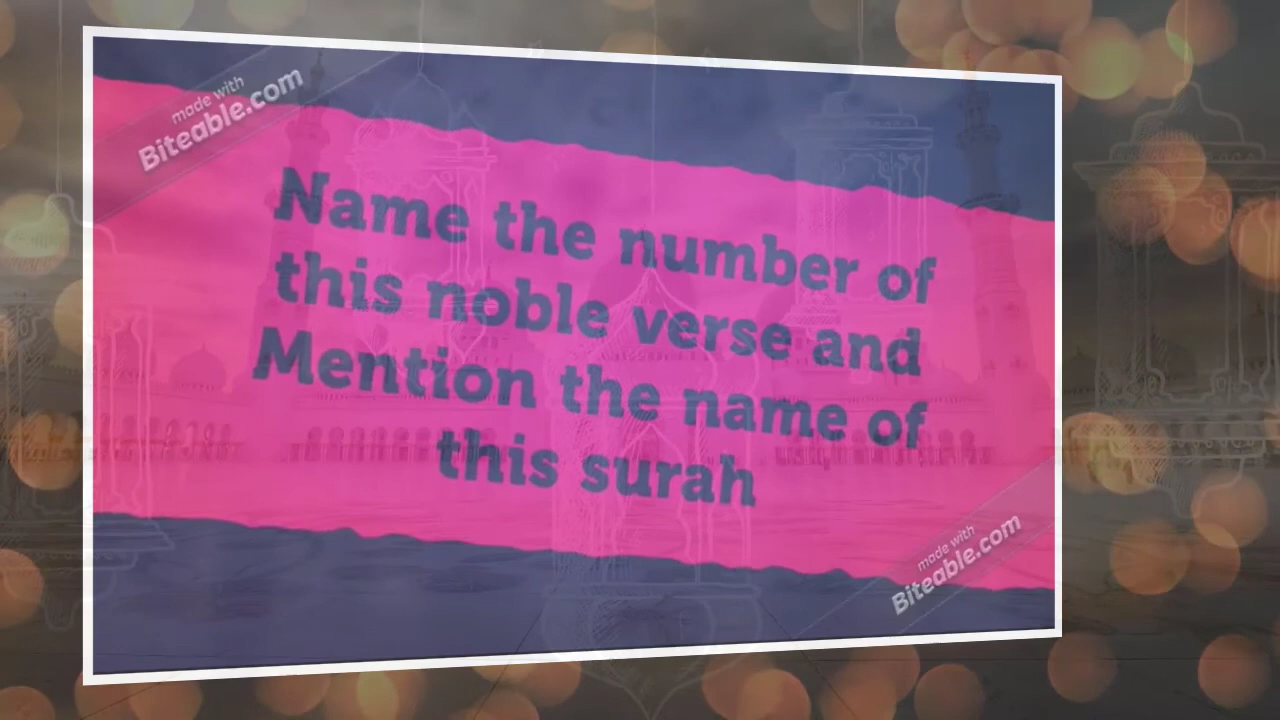 made with
Biteable.com
Name the number of
this noble verse and
Mention the name of
this surah
made with
Biteable.com